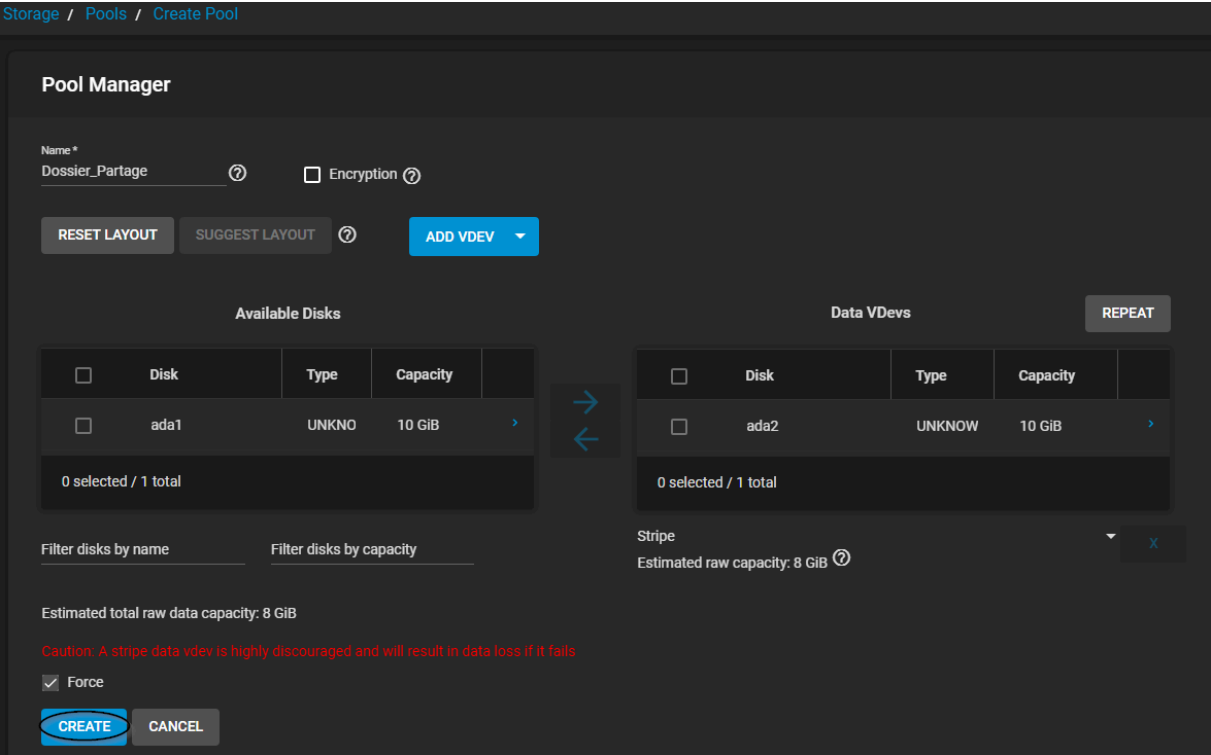 Storage / Pools / Create Pool
Pool Manager
Name *
Dossier_Partage
Encryption
RESET LAYOUT SUGGEST LAYOUT ADD VDEV
Available Disks
Disk Type Capacity
ada1 UNKNO 10 GiB
0 selected / 1 total
Filter disks by name Filter disks by capacity
Data VDevs REPEAT
Disk Type Capacity
ada2 UNKNOW 10 GiB
0 selected / 1 total
Stripe X
Estimated raw capacity: 8 GiB
Estimated total raw data capacity: 8 GiB
Caution: A stripe data vdev is highly discouraged and will result in data loss if it fails
Force
CREATE CANCEL